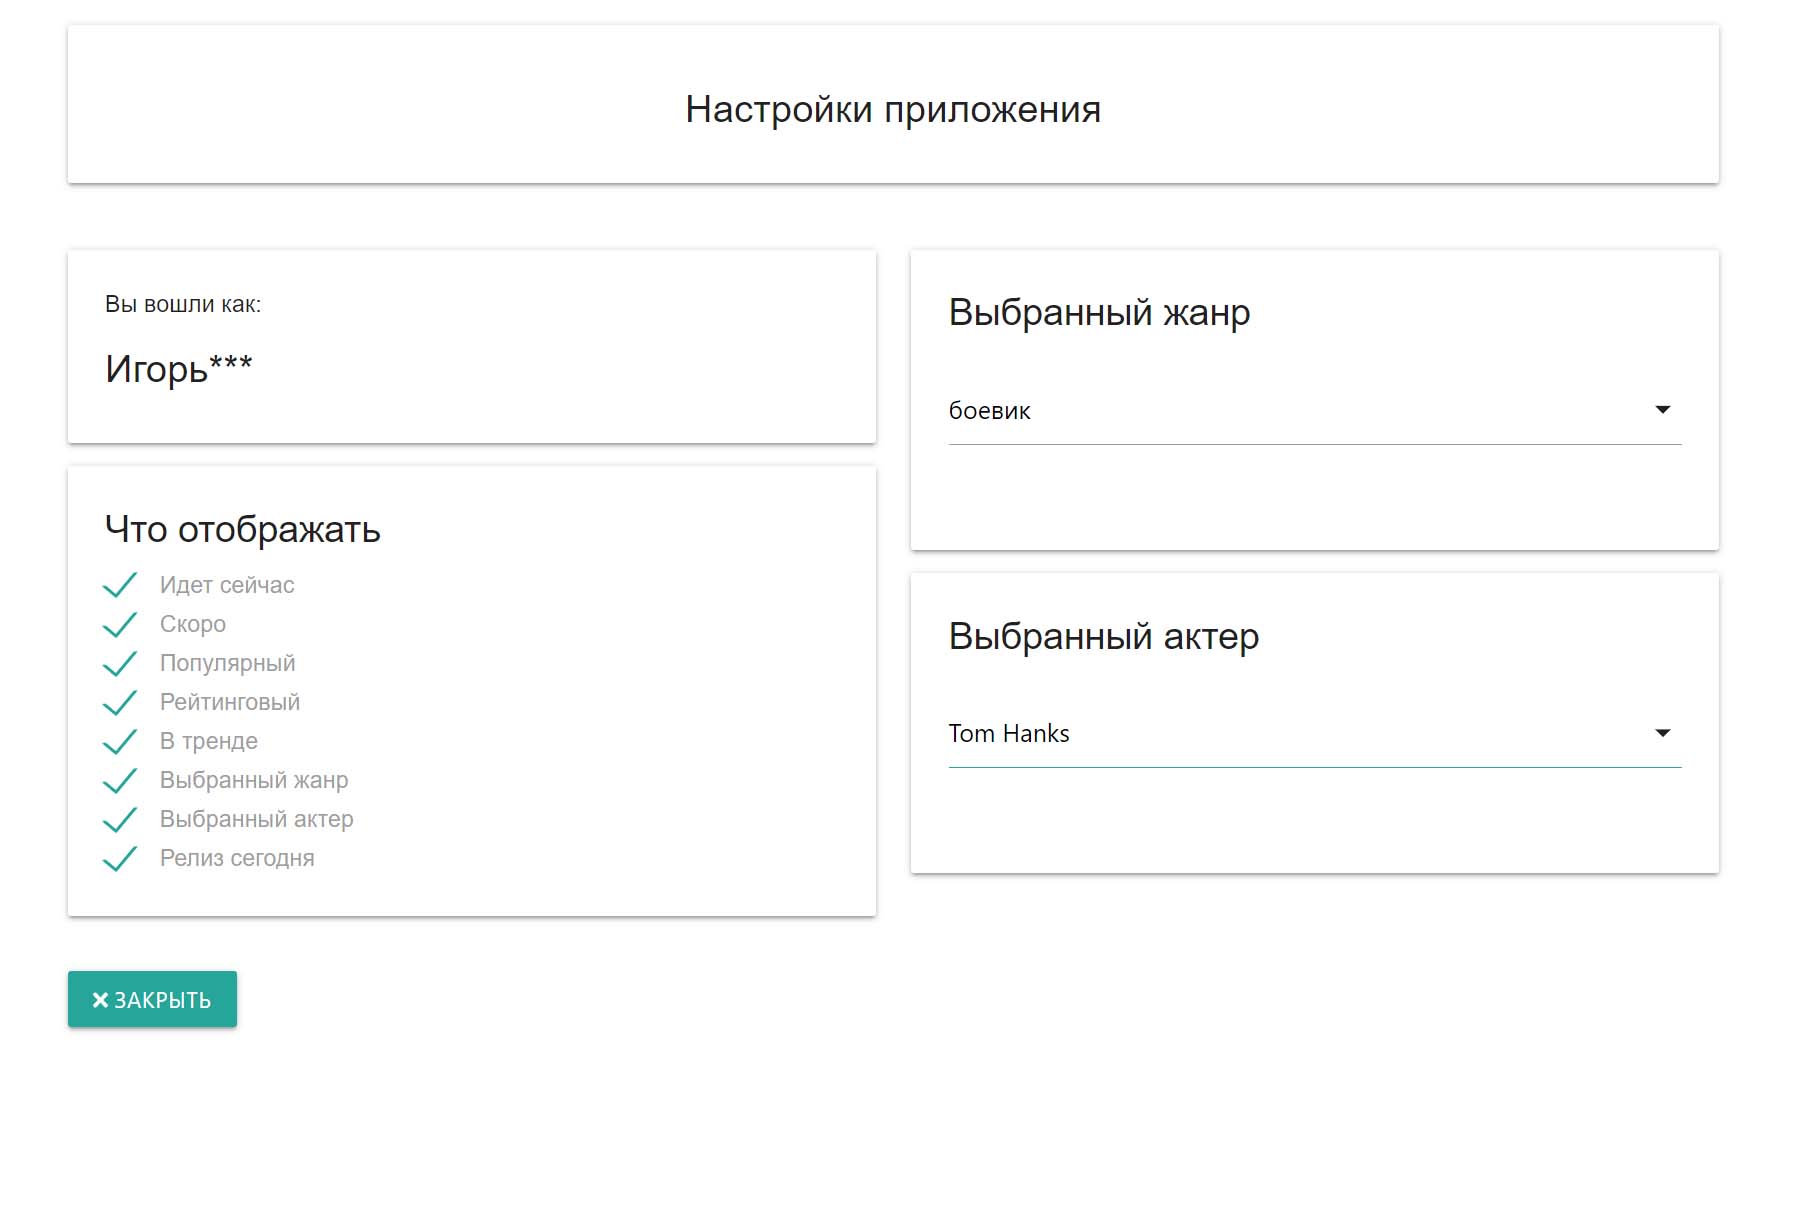 Настройки приложения
Вы вошли как:
Игорь***
Что отображать
Идет сейчас
Скоро
Популярный
Рейтинговый
В тренде
Выбранный жанр
Выбранный актер
Релиз сегодня
Выбранный жанр
боевик
Выбранный актер
Tom Hanks
ЗАКРЫТЬ